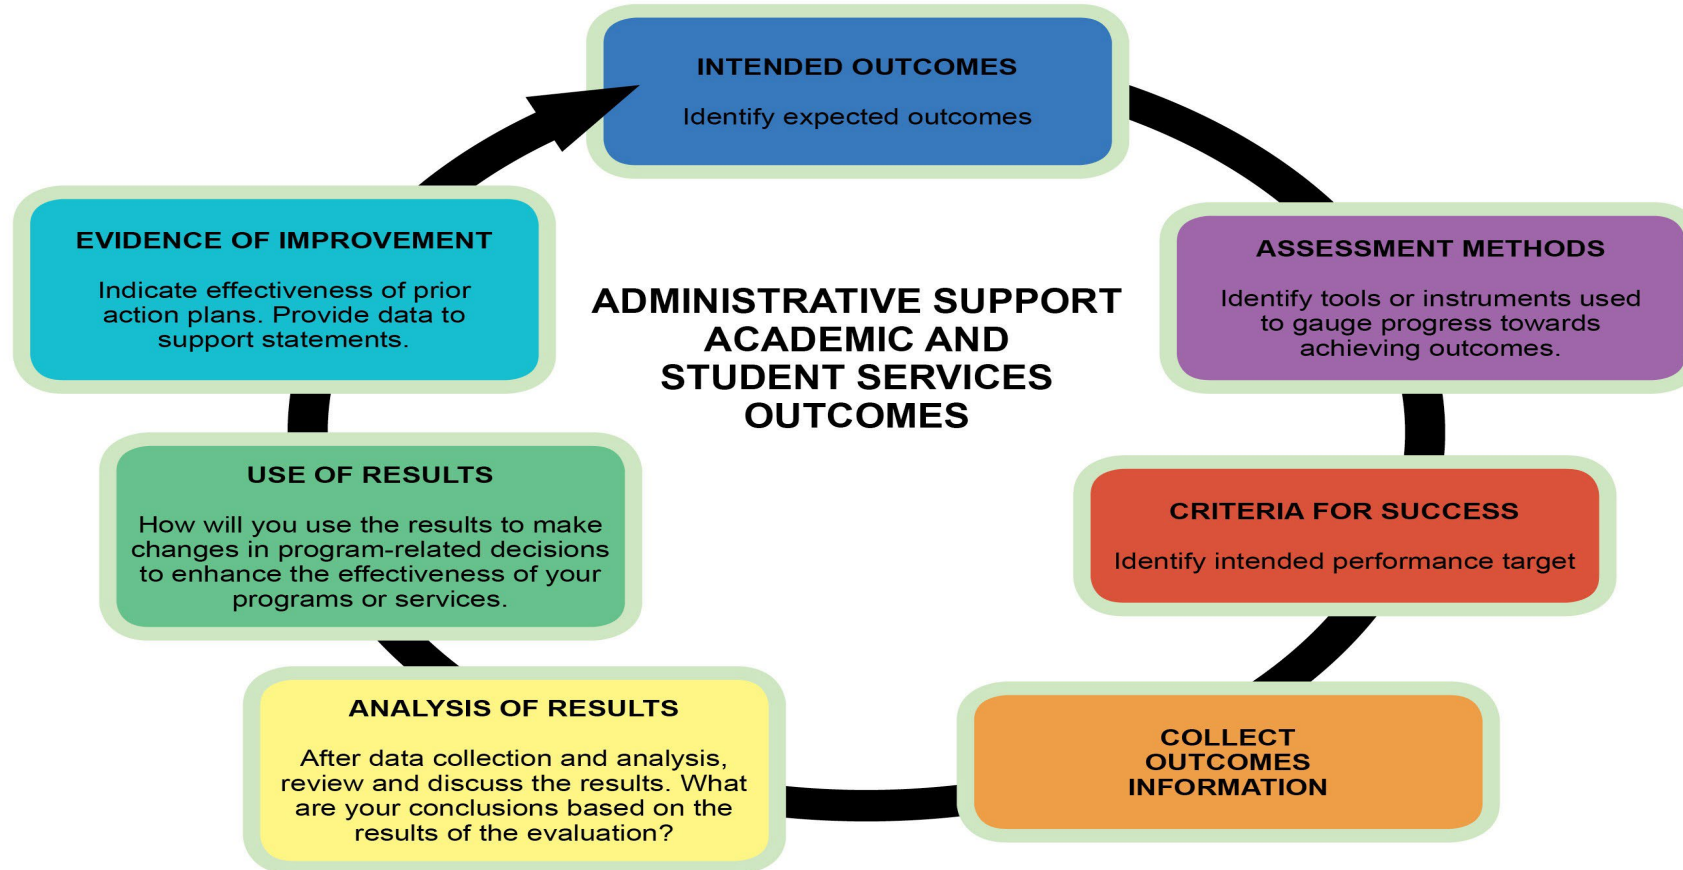 INTENDED OUTCOMES
Identify expected outcomes
ASSESSMENT METHODS
Identify tools or instruments used
to gauge progress towards
achieving outcomes.
CRITERIA FOR SUCCESS
Identify intended performance target
COLLECT
OUTCOMES
INFORMATION
ANALYSIS OF RESULTS
After data collection and analysis,
review and discuss the results. What
are your conclusions based on the
results of the evaluation?
USE OF RESULTS
How will you use the results to make
changes in program-related decisions
to enhance the effectiveness of your
programs or services.
EVIDENCE OF IMPROVEMENT
Indicate effectiveness of prior
action plans. Provide data to
support statements.
ADMINISTRATIVE SUPPORT
ACADEMIC AND
STUDENT SERVICES
OUTCOMES